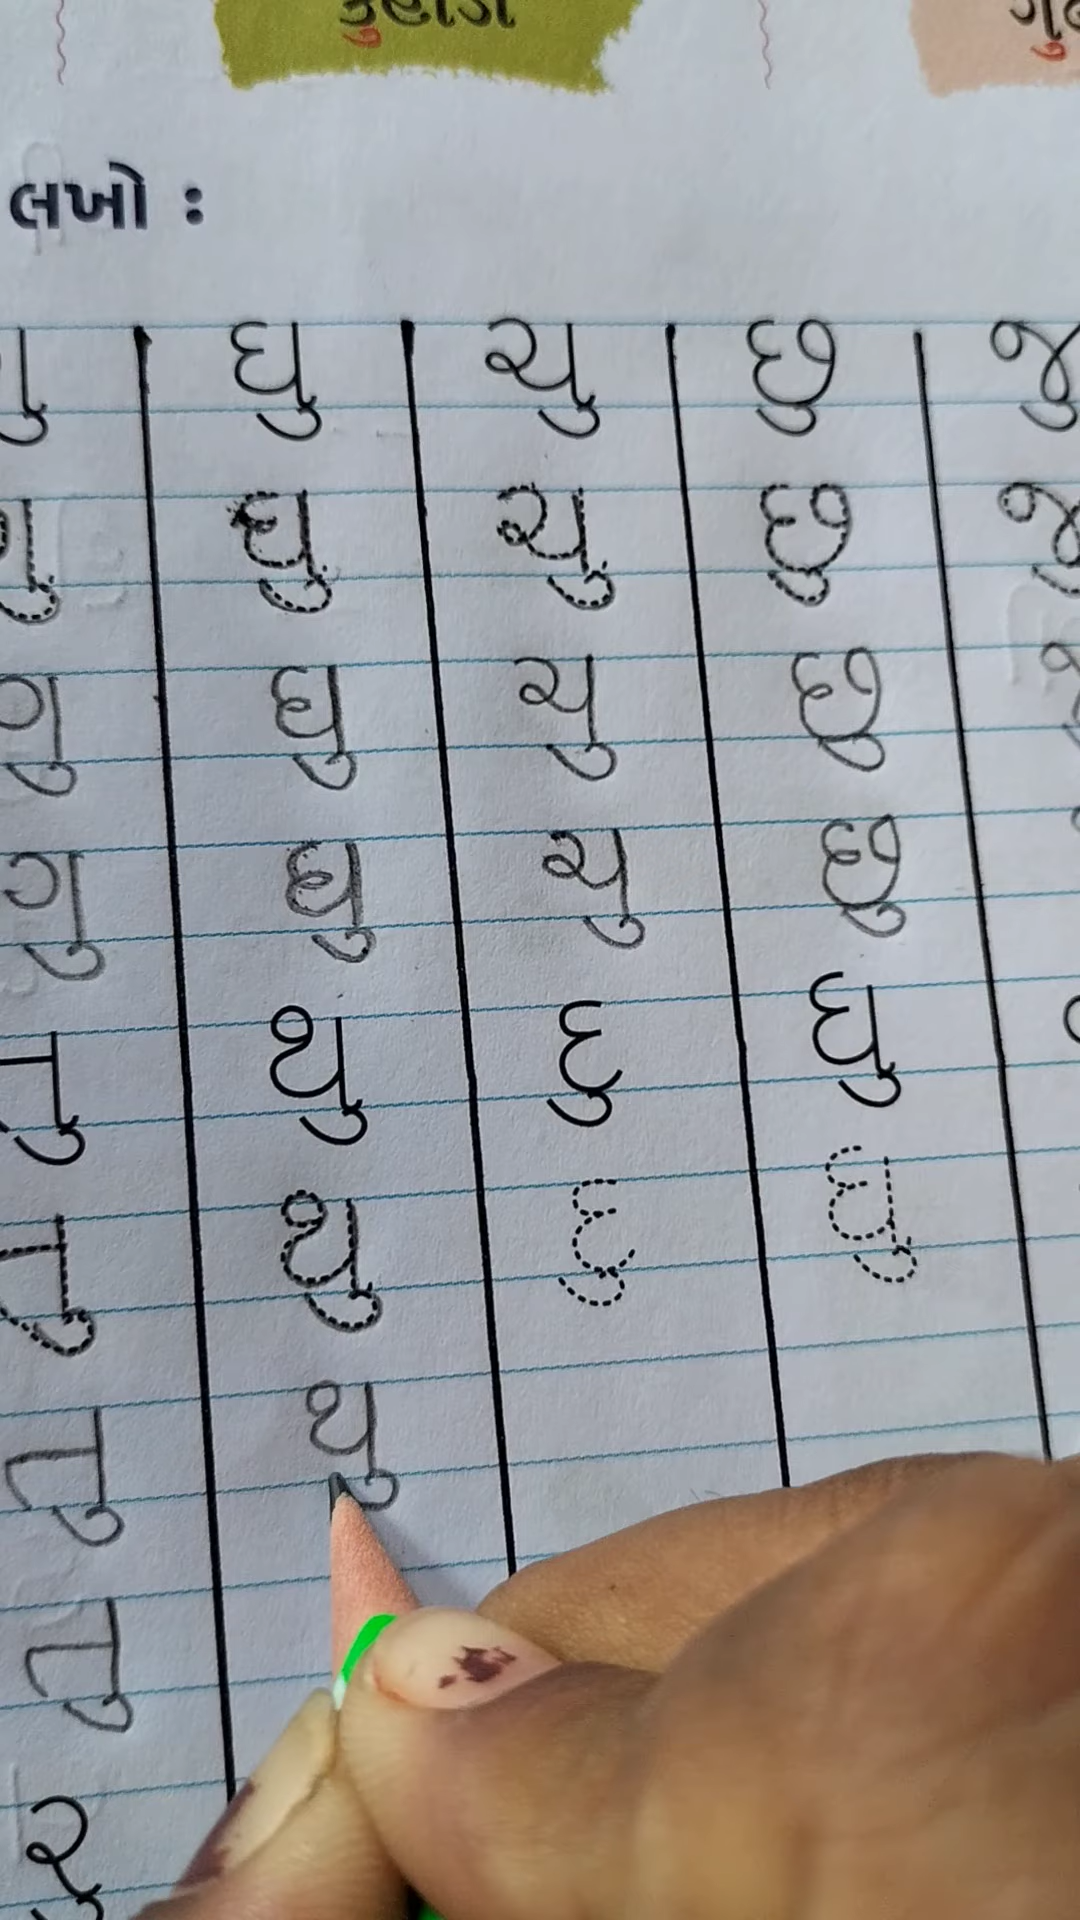 કુહાડી
લખો :
ઘુ ચુ છુ જુ
ઘુ ચુ છુ જુ
ગુ ઘુ ચુ છુ
ગુ ઘુ ચુ છુ
તુ થુ દુ ધુ
તુ થુ દુ ધુ
તુ થુ
તુ